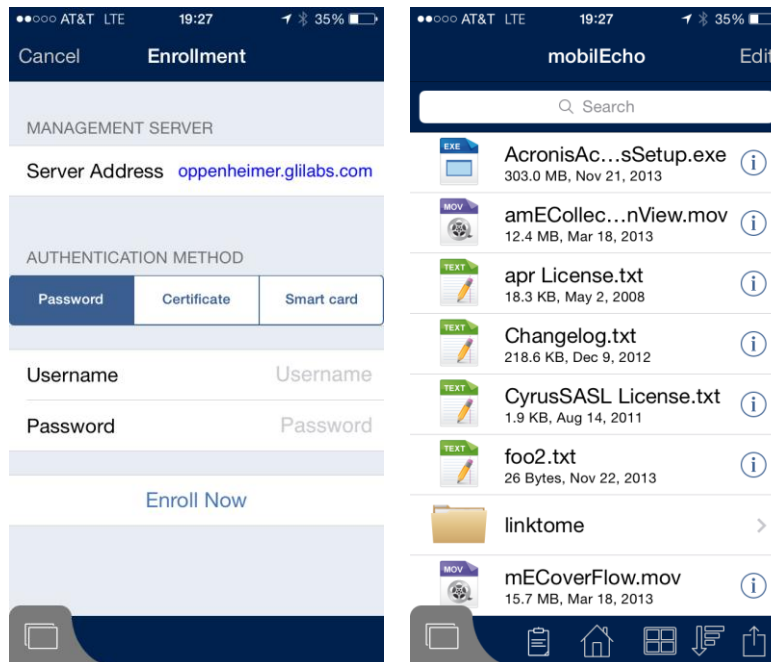 AT&T LTE 19:27 35%
Cancel Enrollment
MANAGEMENT SERVER
Server Address oppenheimer.glilabs.com
AUTHENTICATION METHOD
Password Certificate Smart card
Username Username
Password Password
Enroll Now
AT&T LTE 19:27 35%
mobilEcho Edit
Search
EXE
AcronisAc...sSetup.exe
303.0 MB, Nov 21, 2013
MOV
amECollec...nView.mov
12.4 MB, Mar 18, 2013
TEXT
apr License.txt
18.3 KB, May 2, 2008
TEXT
Changelog.txt
218.6 KB, Dec 9, 2012
TEXT
CyrusSASL License.txt
1.9 KB, Aug 14, 2011
TEXT
foo2.txt
26 Bytes, Nov 22, 2013
linktome
MOV
mECoverFlow.mov
15.7 MB, Mar 18, 2013